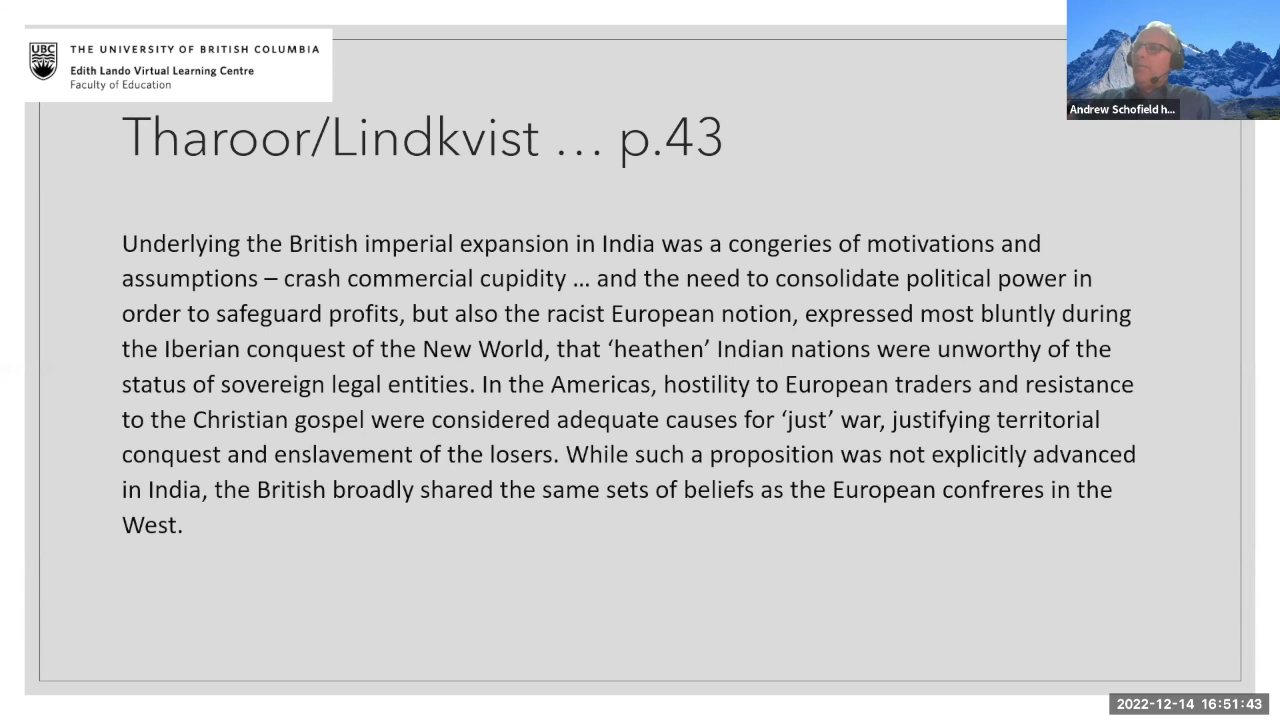 UBC
THE UNIVERSITY OF BRITISH COLUMBIA
Edith Lando Virtual Learning Centre
Faculty of Education
Andrew Schofield h...
Tharoor/Lindkvist … p.43
Underlying the British imperial expansion in India was a congeries of motivations and
assumptions – crash commercial cupidity … and the need to consolidate political power in
order to safeguard profits, but also the racist European notion, expressed most bluntly during
the Iberian conquest of the New World, that ‘heathen’ Indian nations were unworthy of the
status of sovereign legal entities. In the Americas, hostility to European traders and resistance
to the Christian gospel were considered adequate causes for ‘just’ war, justifying territorial
conquest and enslavement of the losers. While such a proposition was not explicitly advanced
in India, the British broadly shared the same sets of beliefs as the European confreres in the
West.
2022-12-14 16:51:43